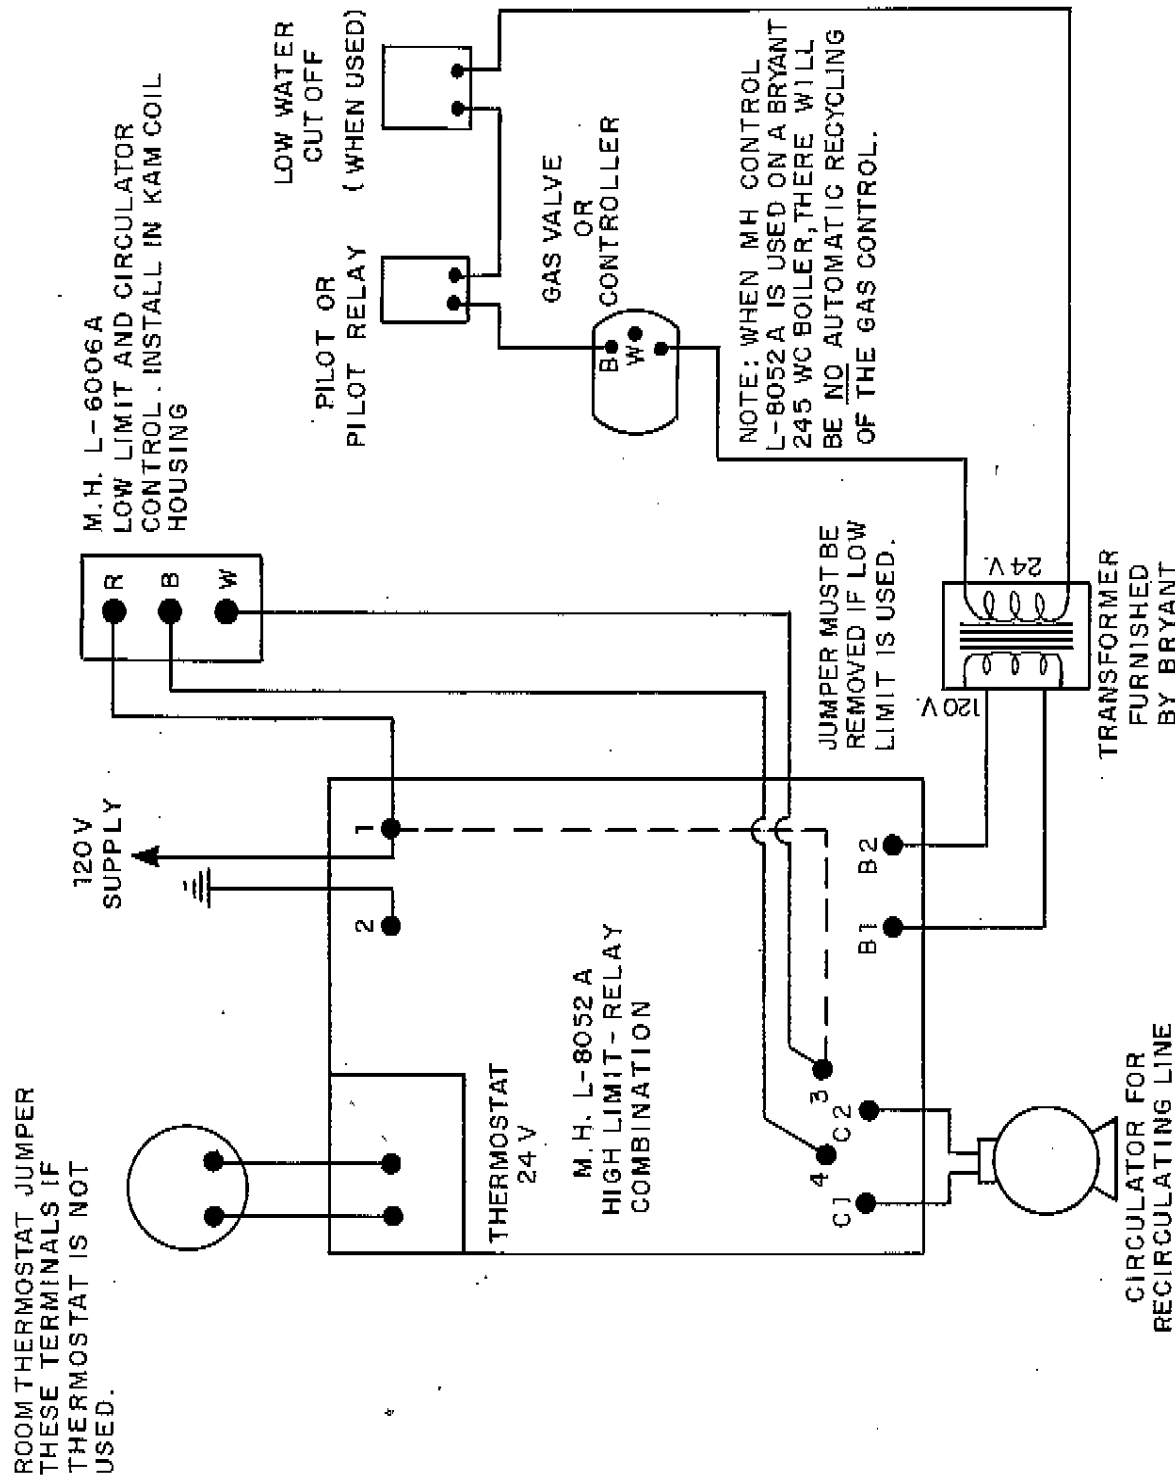 ROOM THERMOSTAT JUMPER
THESE TERMINALS IF
THERMOSTAT IS NOT
USED.
120V
SUPPLY
M.H. L-6006A
LOW LIMIT AND CIRCULATOR
CONTROL. INSTALL IN KAM COIL
HOUSING
R
B
W
LOW WATER
CUT OFF
(WHEN USED)
PILOT OR
PILOT RELAY
GAS VALVE
OR
CONTROLLER
B
W
NOTE: WHEN MH CONTROL
L-8052A IS USED ON A BRYANT
245 WC BOILER, THERE WILL
BE NO AUTOMATIC RECYCLING
OF THE GAS CONTROL.
2
1
THERMOSTAT
24V
M.H. L-8052A
HIGH LIMIT-RELAY
COMBINATION
JUMPER MUST BE
REMOVED IF LOW
LIMIT IS USED.
4
3
C1
C2
B1
B2
120V.
24V.
TRANSFORMER
FURNISHED
BY BRYANT
CIRCULATOR FOR
RECIRCULATING LINE